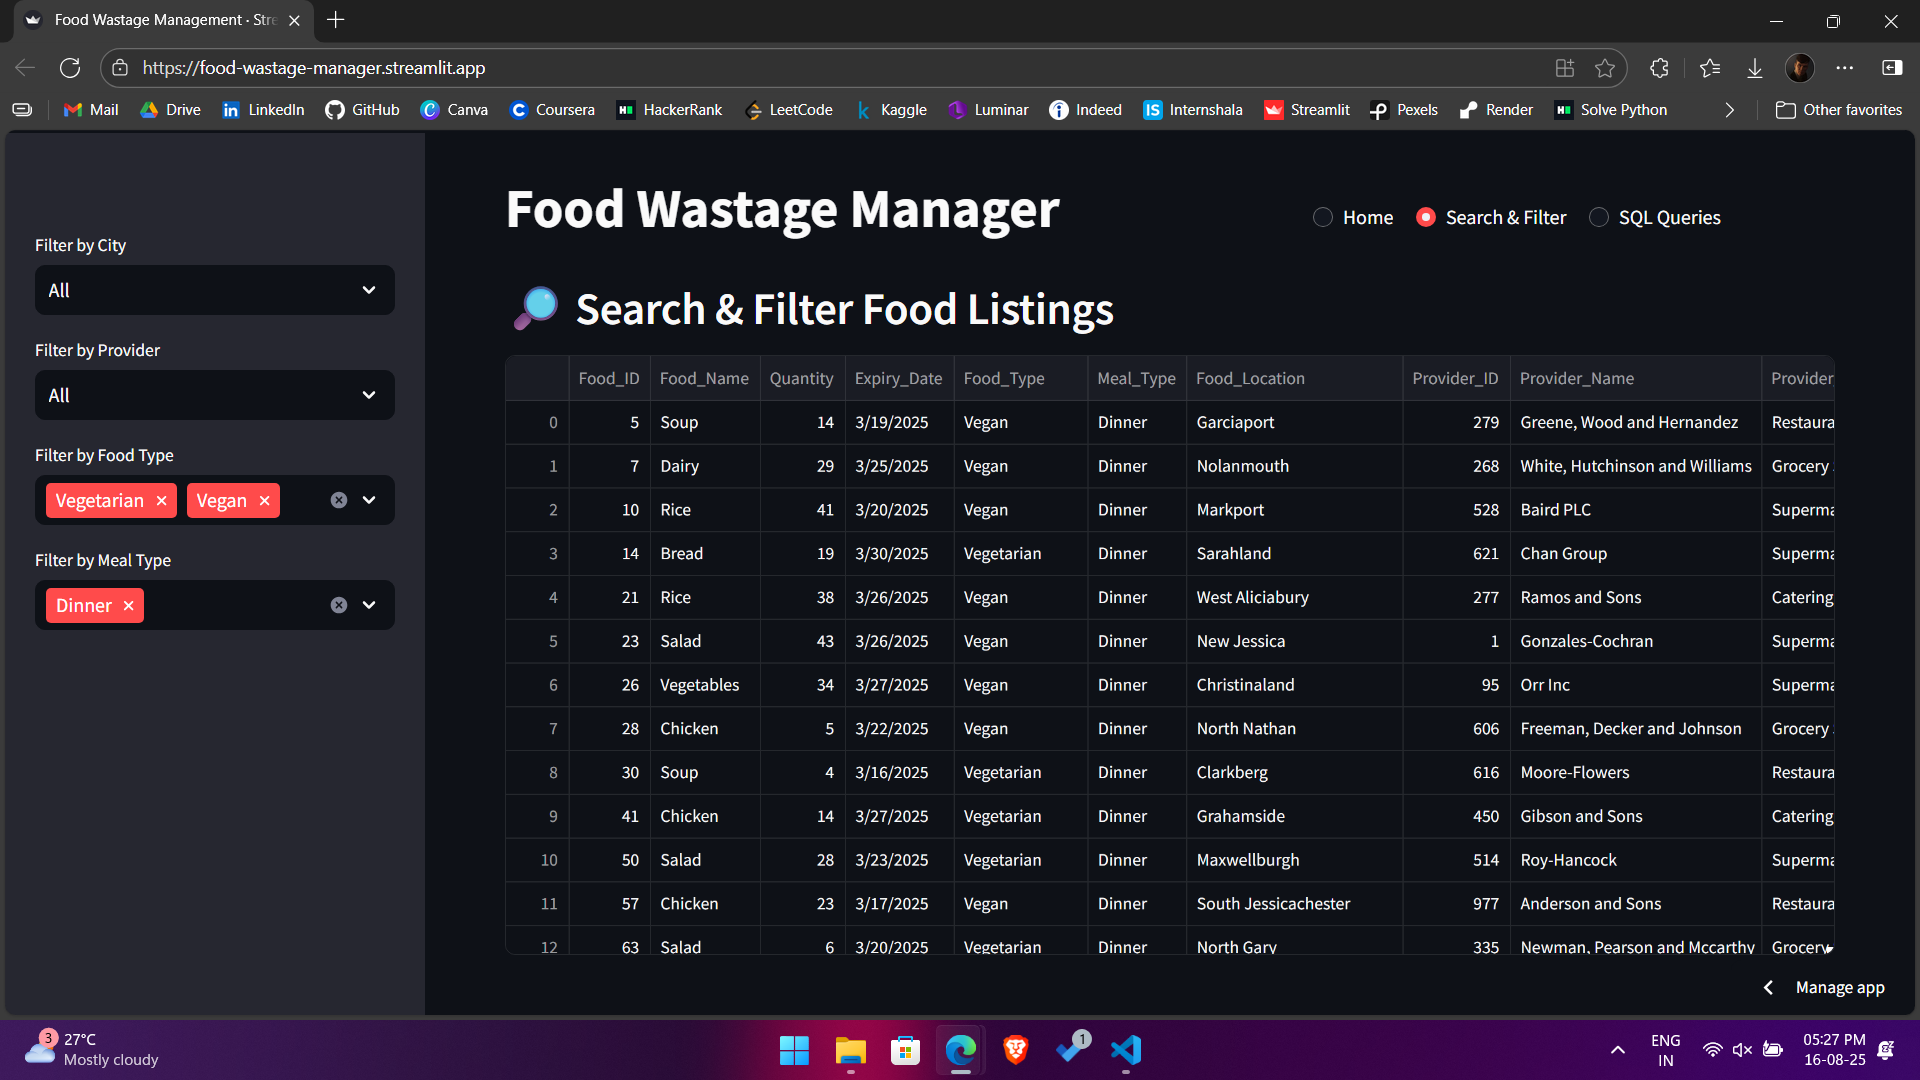 Food Wastage Management · Stre
https://food-wastage-manager.streamlit.app
Mail Drive LinkedIn GitHub Canva Coursera HackerRank LeetCode Kaggle Luminar Indeed Internshala Streamlit Pexels Render Solve Python Other favorites
Filter by City
All
Filter by Provider
All
Filter by Food Type
Vegetarian Vegan
Filter by Meal Type
Dinner
Food Wastage Manager
Home Search & Filter SQL Queries
Search & Filter Food Listings
Food_ID Food_Name Quantity Expiry_Date Food_Type Meal_Type Food_Location Provider_ID Provider_Name Provider
0 5 Soup 14 3/19/2025 Vegan Dinner Garciaport 279 Greene, Wood and Hernandez Restaura
1 7 Dairy 29 3/25/2025 Vegan Dinner Nolanmouth 268 White, Hutchinson and Williams Grocery
2 10 Rice 41 3/20/2025 Vegan Dinner Markport 528 Baird PLC Superma
3 14 Bread 19 3/30/2025 Vegetarian Dinner Sarahland 621 Chan Group Superma
4 21 Rice 38 3/26/2025 Vegan Dinner West Aliciabury 277 Ramos and Sons Catering
5 23 Salad 43 3/26/2025 Vegan Dinner New Jessica 1 Gonzales-Cochran Superma
6 26 Vegetables 34 3/27/2025 Vegan Dinner Christinaland 95 Orr Inc Superma
7 28 Chicken 5 3/22/2025 Vegan Dinner North Nathan 606 Freeman, Decker and Johnson Grocery
8 30 Soup 4 3/16/2025 Vegetarian Dinner Clarkberg 616 Moore-Flowers Restaura
9 41 Chicken 14 3/27/2025 Vegetarian Dinner Grahamside 450 Gibson and Sons Catering
10 50 Salad 28 3/23/2025 Vegetarian Dinner Maxwellburgh 514 Roy-Hancock Superma
11 57 Chicken 23 3/17/2025 Vegan Dinner South Jessicachester 977 Anderson and Sons Restaura
12 63 Salad 6 3/20/2025 Vegetarian Dinner North Gary 335 Newman, Pearson and Mccarthy Grocery
Manage app
3 27°C
Mostly cloudy
1
ENG
IN
05:27 PM
16-08-25